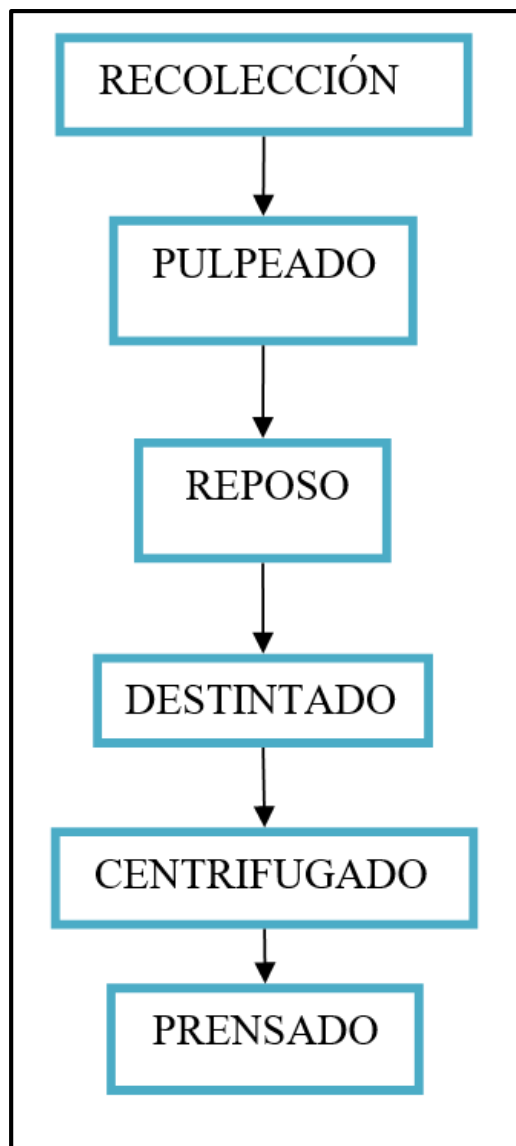 RECOLECCIÓN
PULPEADO
REPOSO
DESTINTADO
CENTRIFUGADO
PRENSADO